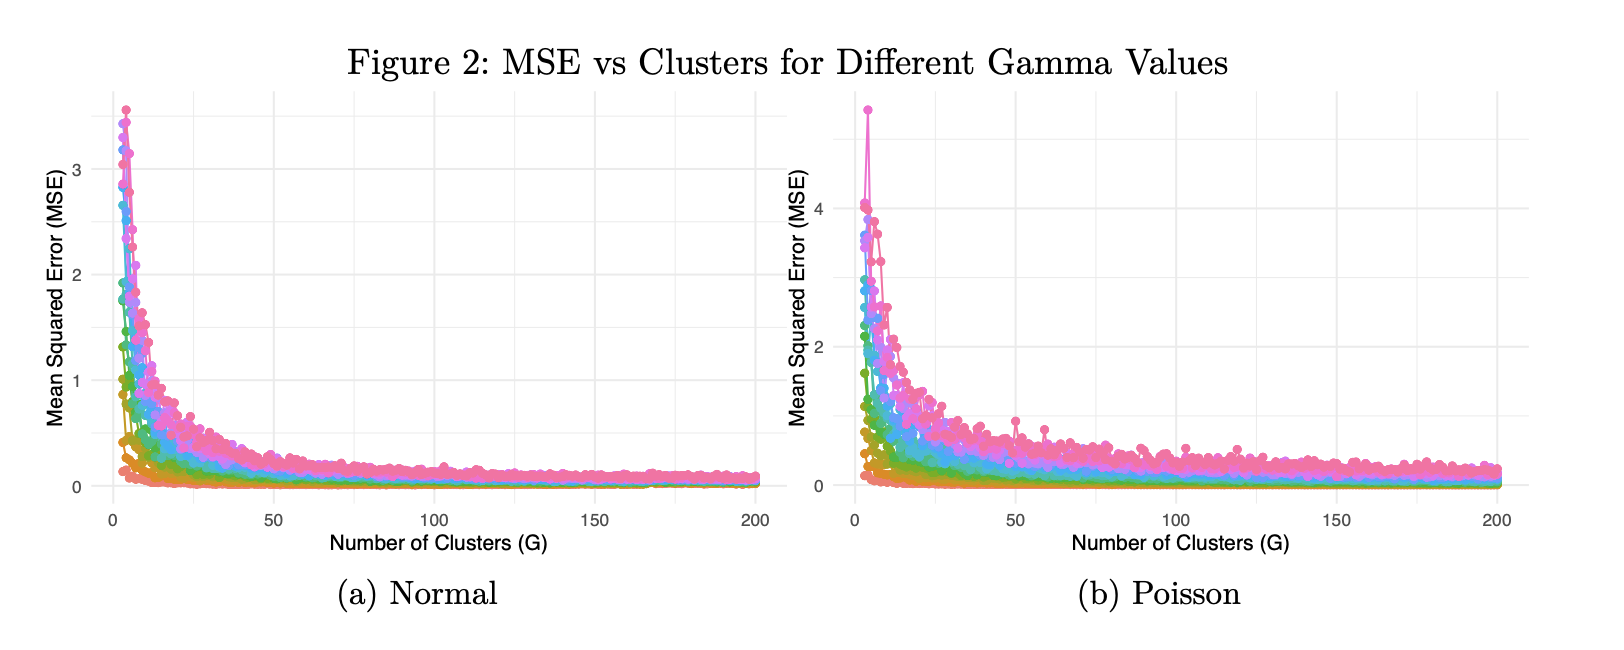 Figure 2: MSE vs Clusters for Different Gamma Values
Mean Squared Error (MSE)
3
2
1
0
0 50 100 150 200
Number of Clusters (G)
(a) Normal
Mean Squared Error (MSE)
4
2
0
0 50 100 150 200
Number of Clusters (G)
(b) Poisson